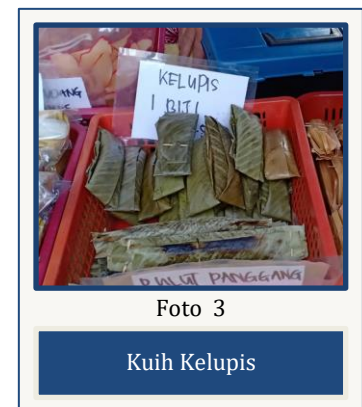 KELUPIS
1 BIJI
PULUT PANGGANG
Foto 3
Kuih Kelupis